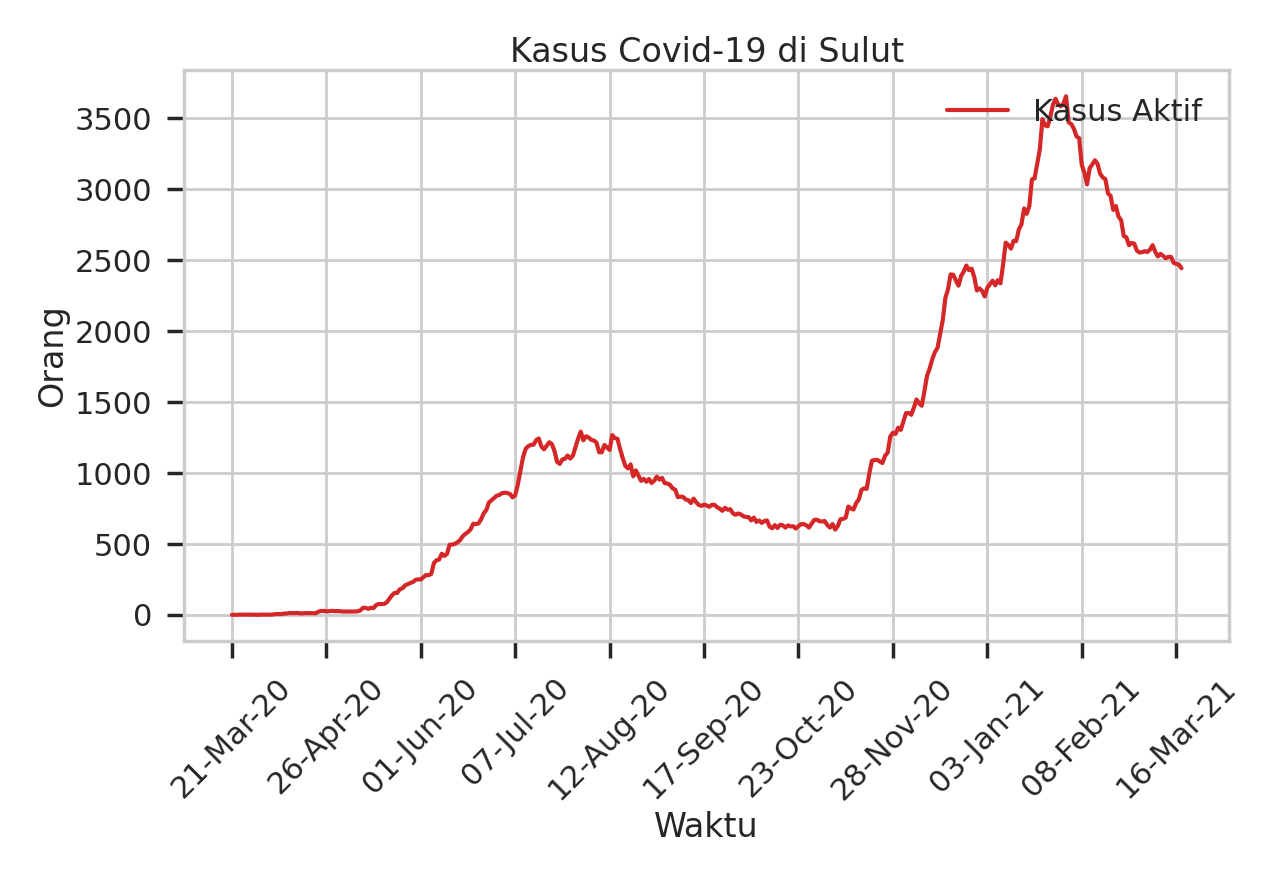 Kasus Covid-19 di Sulut
Kasus Aktif
3500
3000
2500
2000
1500
1000
500
0
Orang
21-Mar-20
26-Apr-20
01-Jun-20
07-Jul-20
12-Aug-20
17-Sep-20
23-Oct-20
28-Nov-20
03-Jan-21
08-Feb-21
16-Mar-21
Waktu